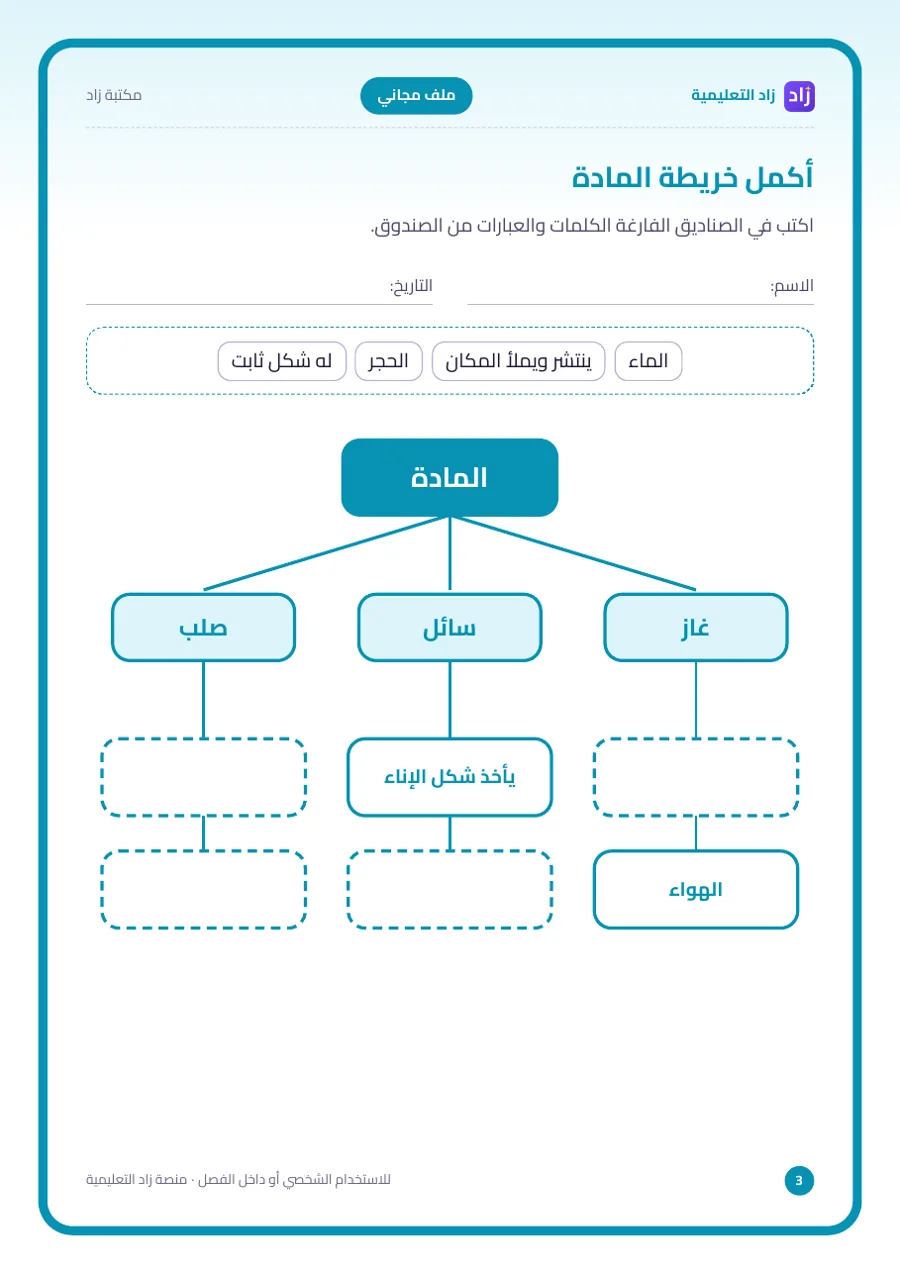 زاد زاد التعليمية
ملف مجاني
مكتبة زاد
أكمل خريطة المادة
اكتب في الصناديق الفارغة الكلمات والعبارات من الصندوق.
الاسم:
التاريخ:
الماء
ينتشر ويملأ المكان
الحجر
له شكل ثابت
المادة
غاز
سائل
صلب
يأخذ شكل الإناء
الهواء
3
للاستخدام الشخصي أو داخل الفصل · منصة زاد التعليمية